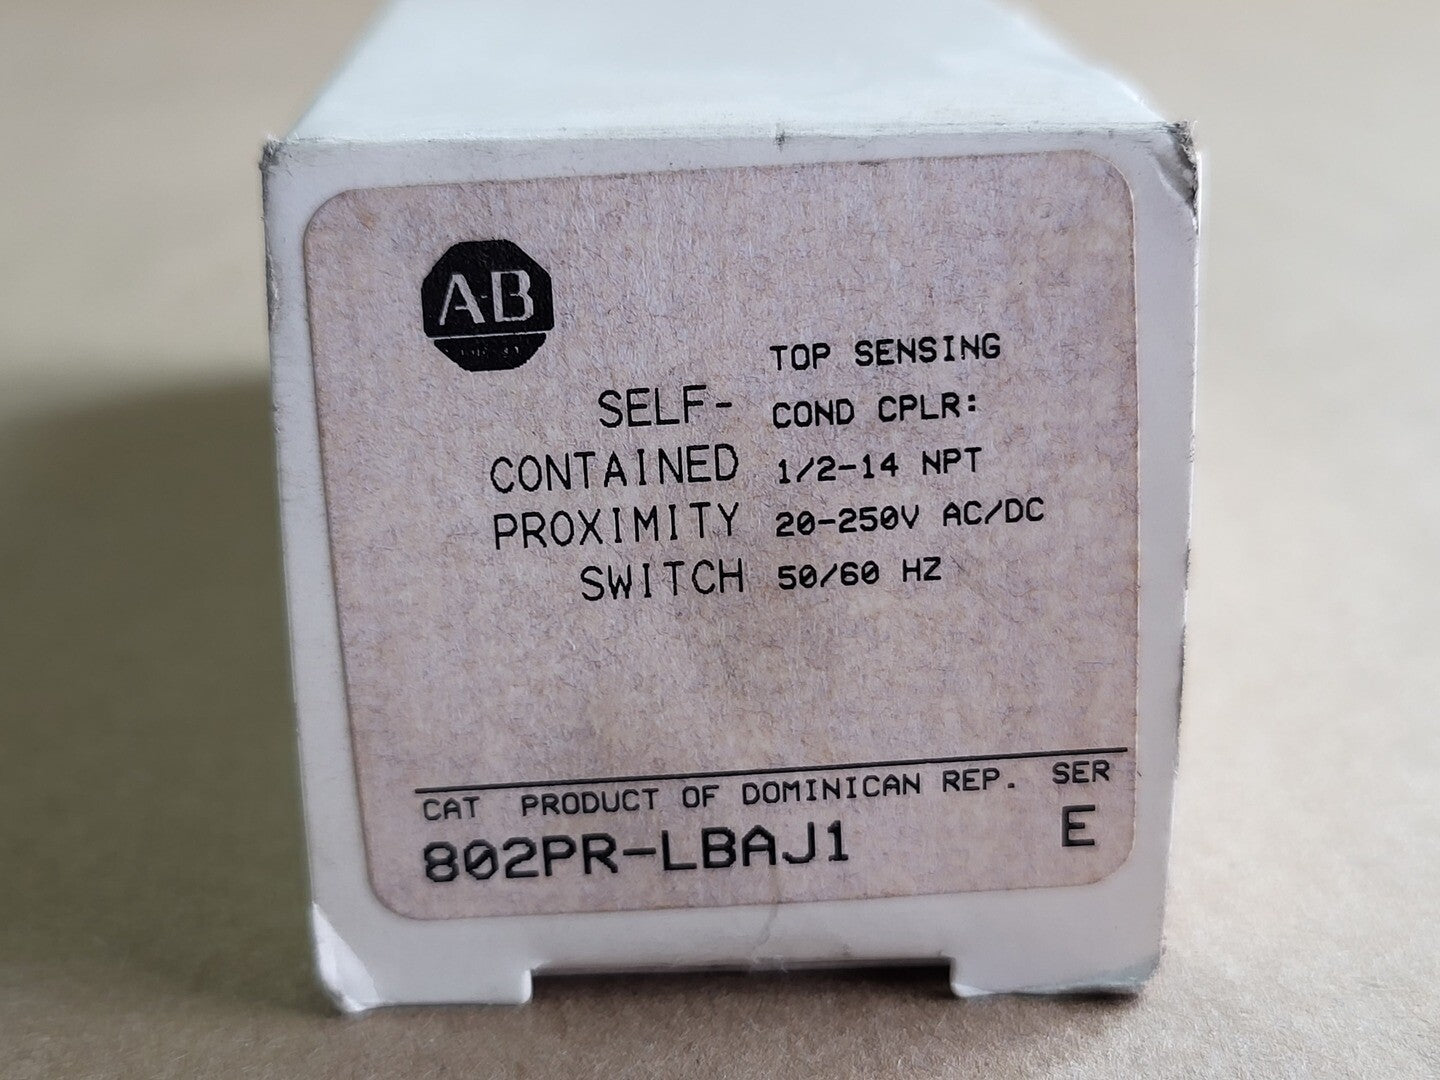 A-B
SELF-
CONTAINED
PROXIMITY
SWITCH
TOP SENSING
COND CPLR:
1/2-14 NPT
20-250V AC/DC
50/60 HZ
CAT PRODUCT OF DOMINICAN REP. SER
802PR-LBAJ1 E